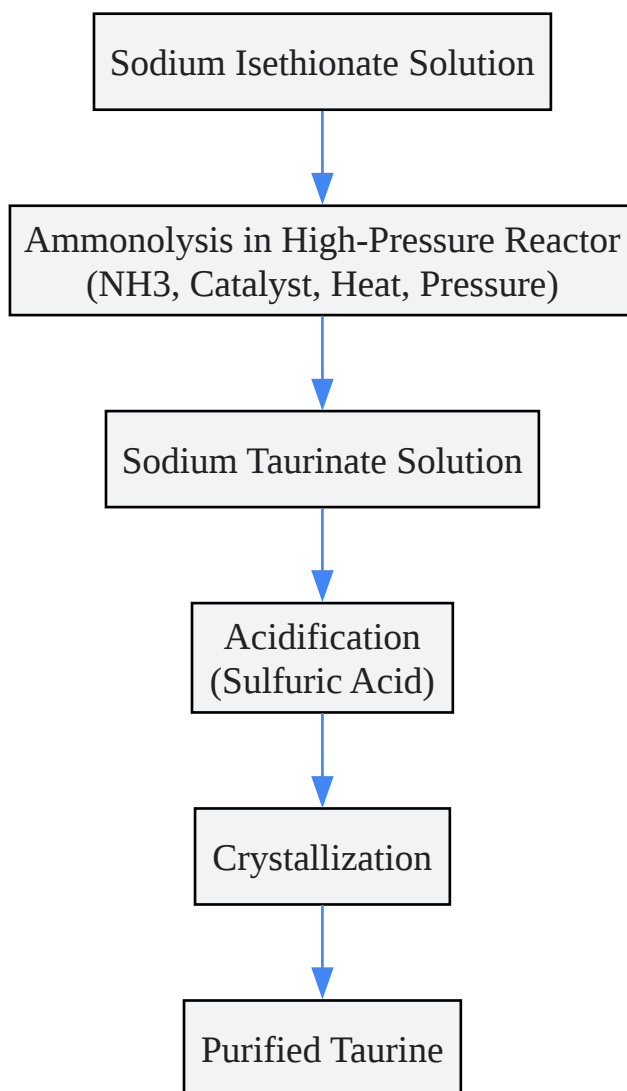 Sodium Isethionate Solution
Ammonolysis in High-Pressure Reactor
(NH3, Catalyst, Heat, Pressure)
Sodium Taurinate Solution
Acidification
(Sulfuric Acid)
Crystallization
Purified Taurine